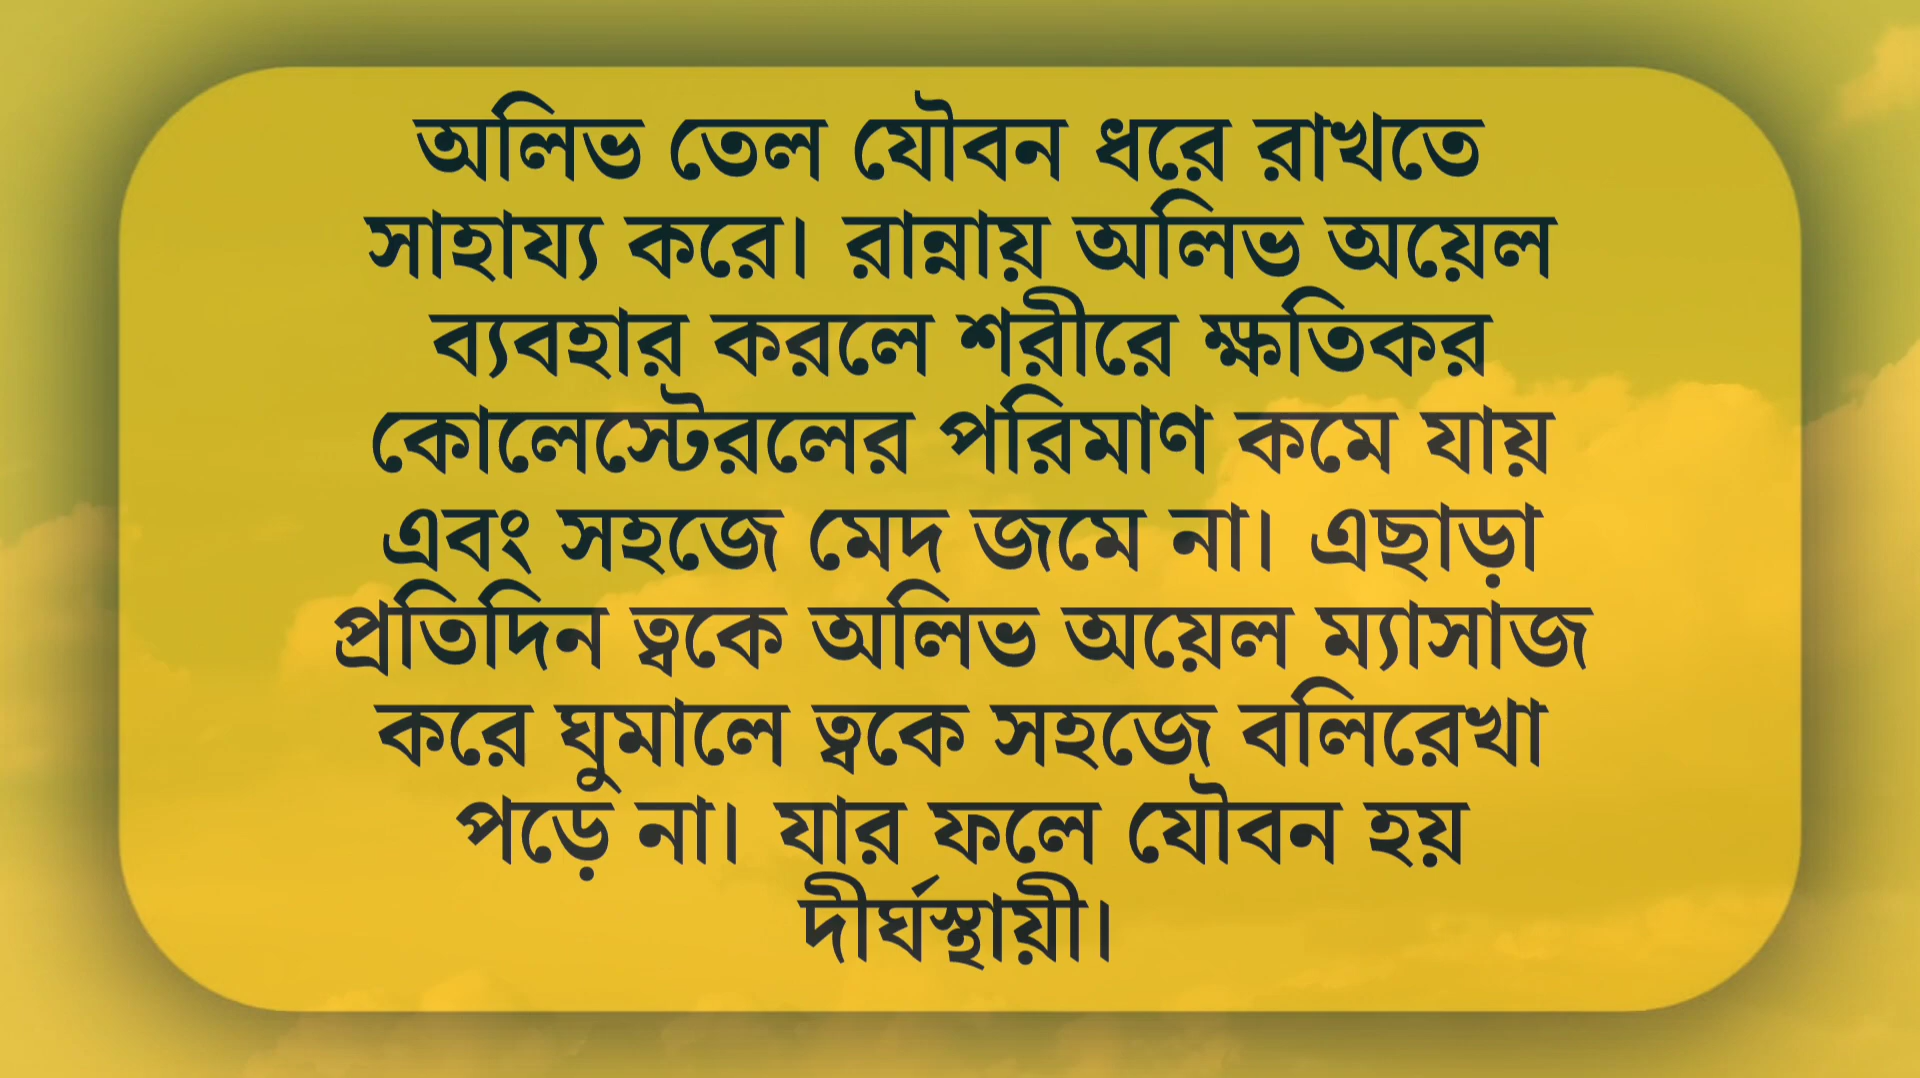 অলিভ তেল যৌবন ধরে রাখতে
সাহায্য করে। রান্নায় অলিভ অয়েল
ব্যবহার করলে শরীরে ক্ষতিকর
কোলেস্টেরলের পরিমাণ কমে যায়
এবং সহজে মেদ জমে না। এছাড়া
প্রতিদিন ত্বকে অলিভ অয়েল ম্যাসাজ
করে ঘুমালে ত্বকে সহজে বলিরেখা
পড়ে না। যার ফলে যৌবন হয়
দীর্ঘস্থায়ী।